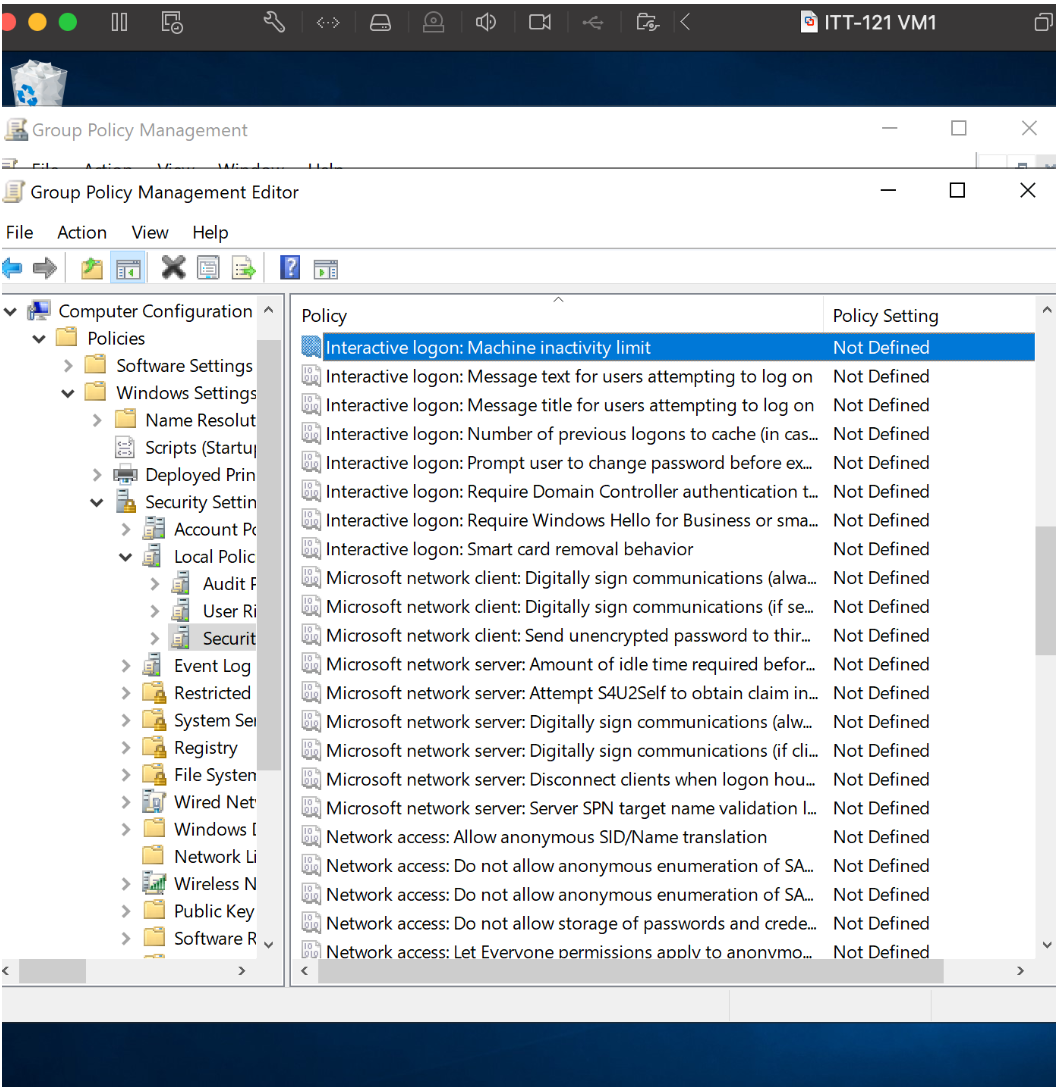 ITT-121 VM1
Group Policy Management
File Action View Window Help
Group Policy Management Editor
File Action View Help
Computer Configuration
Policies
Software Settings
Windows Settings
Name Resolut
Scripts (Startu
Deployed Prin
Security Settin
Account Po
Local Polic
Audit P
User Ri
Securit
Event Log
Restricted
System Ser
Registry
File System
Wired Net
Windows D
Network Li
Wireless N
Public Key
Software R
Policy Policy Setting
Interactive logon: Machine inactivity limit Not Defined
Interactive logon: Message text for users attempting to log on Not Defined
Interactive logon: Message title for users attempting to log on Not Defined
Interactive logon: Number of previous logons to cache (in cas... Not Defined
Interactive logon: Prompt user to change password before ex... Not Defined
Interactive logon: Require Domain Controller authentication t... Not Defined
Interactive logon: Require Windows Hello for Business or sma... Not Defined
Interactive logon: Smart card removal behavior Not Defined
Microsoft network client: Digitally sign communications (alwa... Not Defined
Microsoft network client: Digitally sign communications (if se... Not Defined
Microsoft network client: Send unencrypted password to thir... Not Defined
Microsoft network server: Amount of idle time required befor... Not Defined
Microsoft network server: Attempt S4U2Self to obtain claim in... Not Defined
Microsoft network server: Digitally sign communications (alw... Not Defined
Microsoft network server: Digitally sign communications (if cli... Not Defined
Microsoft network server: Disconnect clients when logon hou... Not Defined
Microsoft network server: Server SPN target name validation l... Not Defined
Network access: Allow anonymous SID/Name translation Not Defined
Network access: Do not allow anonymous enumeration of SA... Not Defined
Network access: Do not allow anonymous enumeration of SA... Not Defined
Network access: Do not allow storage of passwords and crede... Not Defined
Network access: Let Everyone permissions apply to anonymo... Not Defined